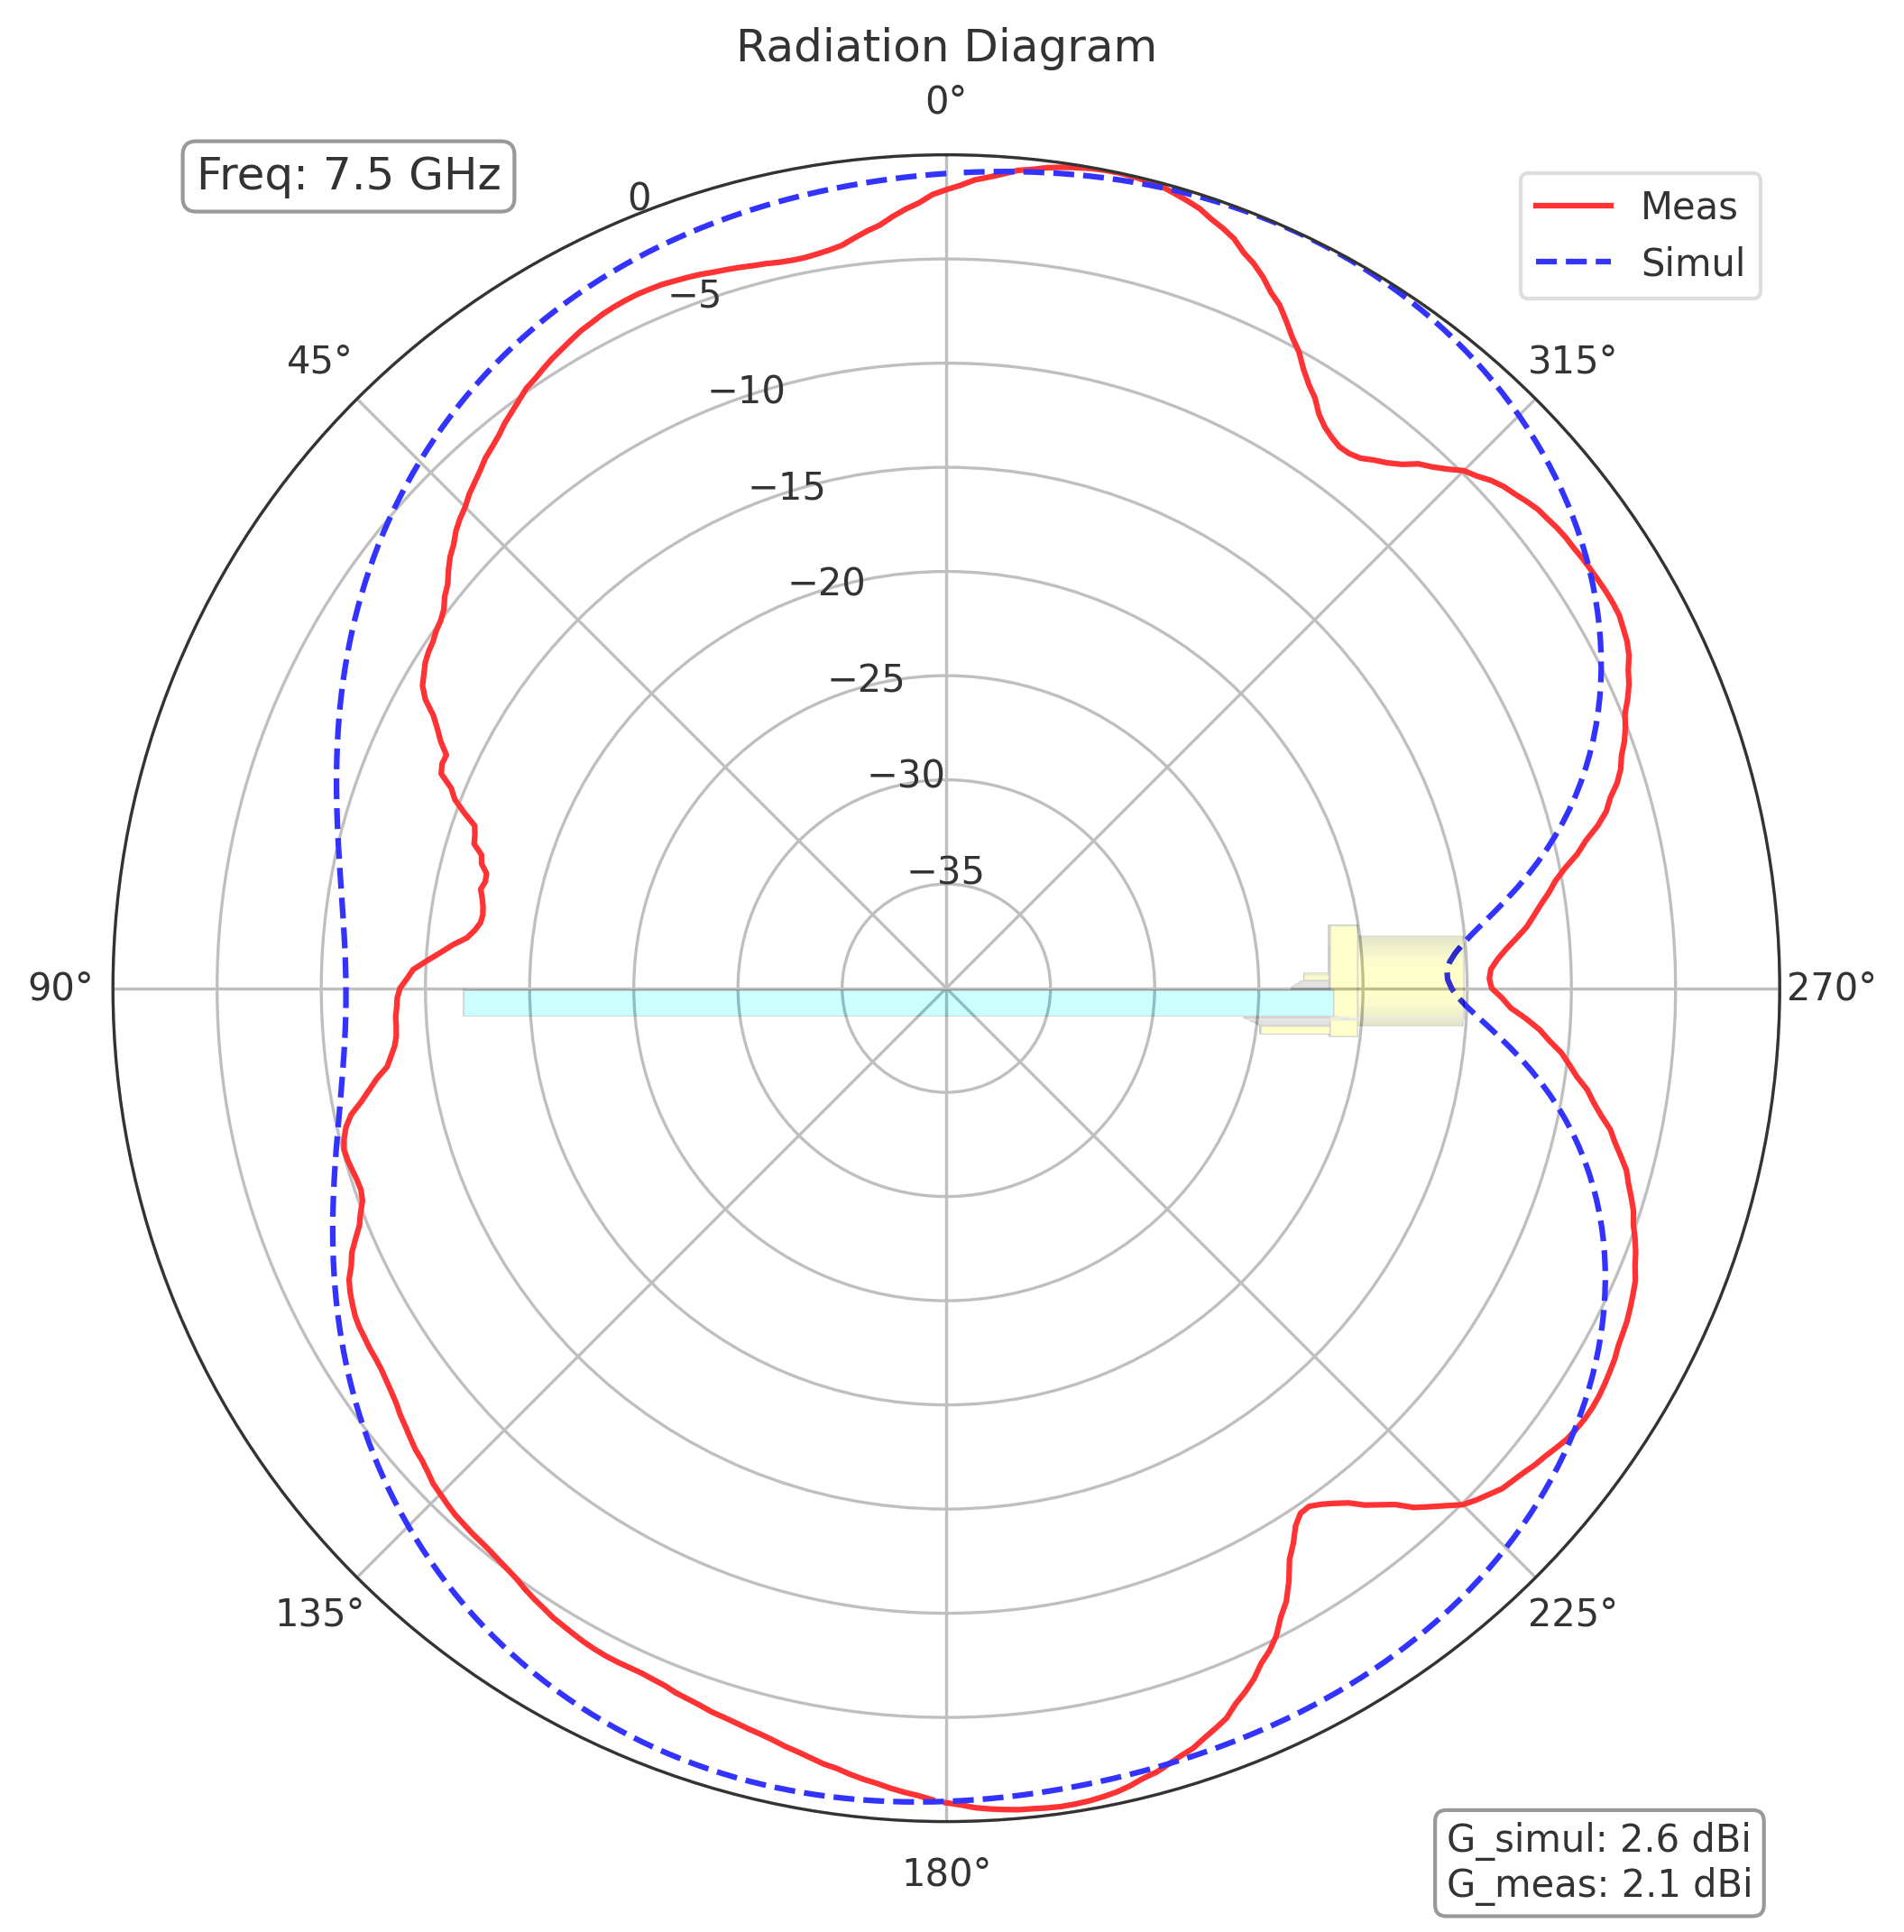 Radiation Diagram
0°
Freq: 7.5 GHz
0
Meas
Simul
−5
45°
315°
−10
−15
−20
−25
−30
−35
90°
270°
135°
225°
180°
G_simul: 2.6 dBi
G_meas: 2.1 dBi